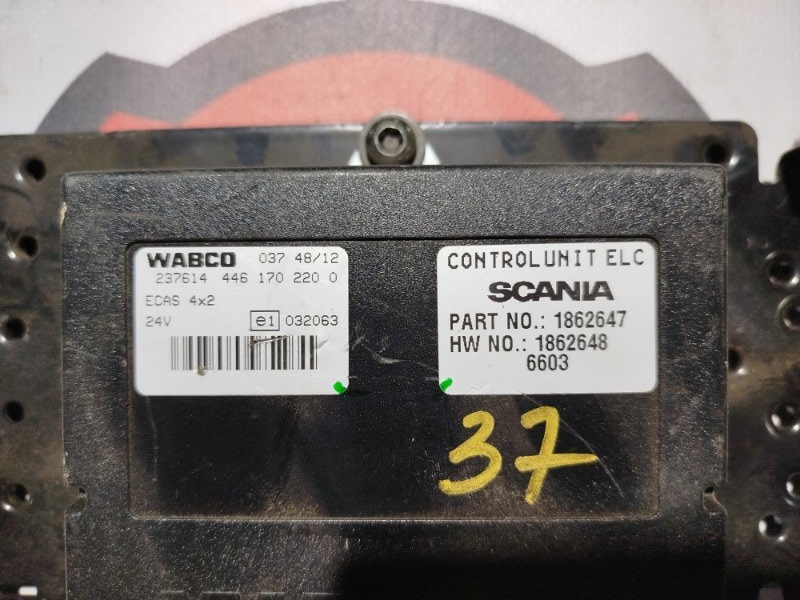 WABCO 037 48/12
237614 446 170 220 0
ECAS 4x2
24V e1 032063
CONTROLUNIT ELC
SCANIA
PART NO.: 1862647
HW NO.: 1862648
6603
37